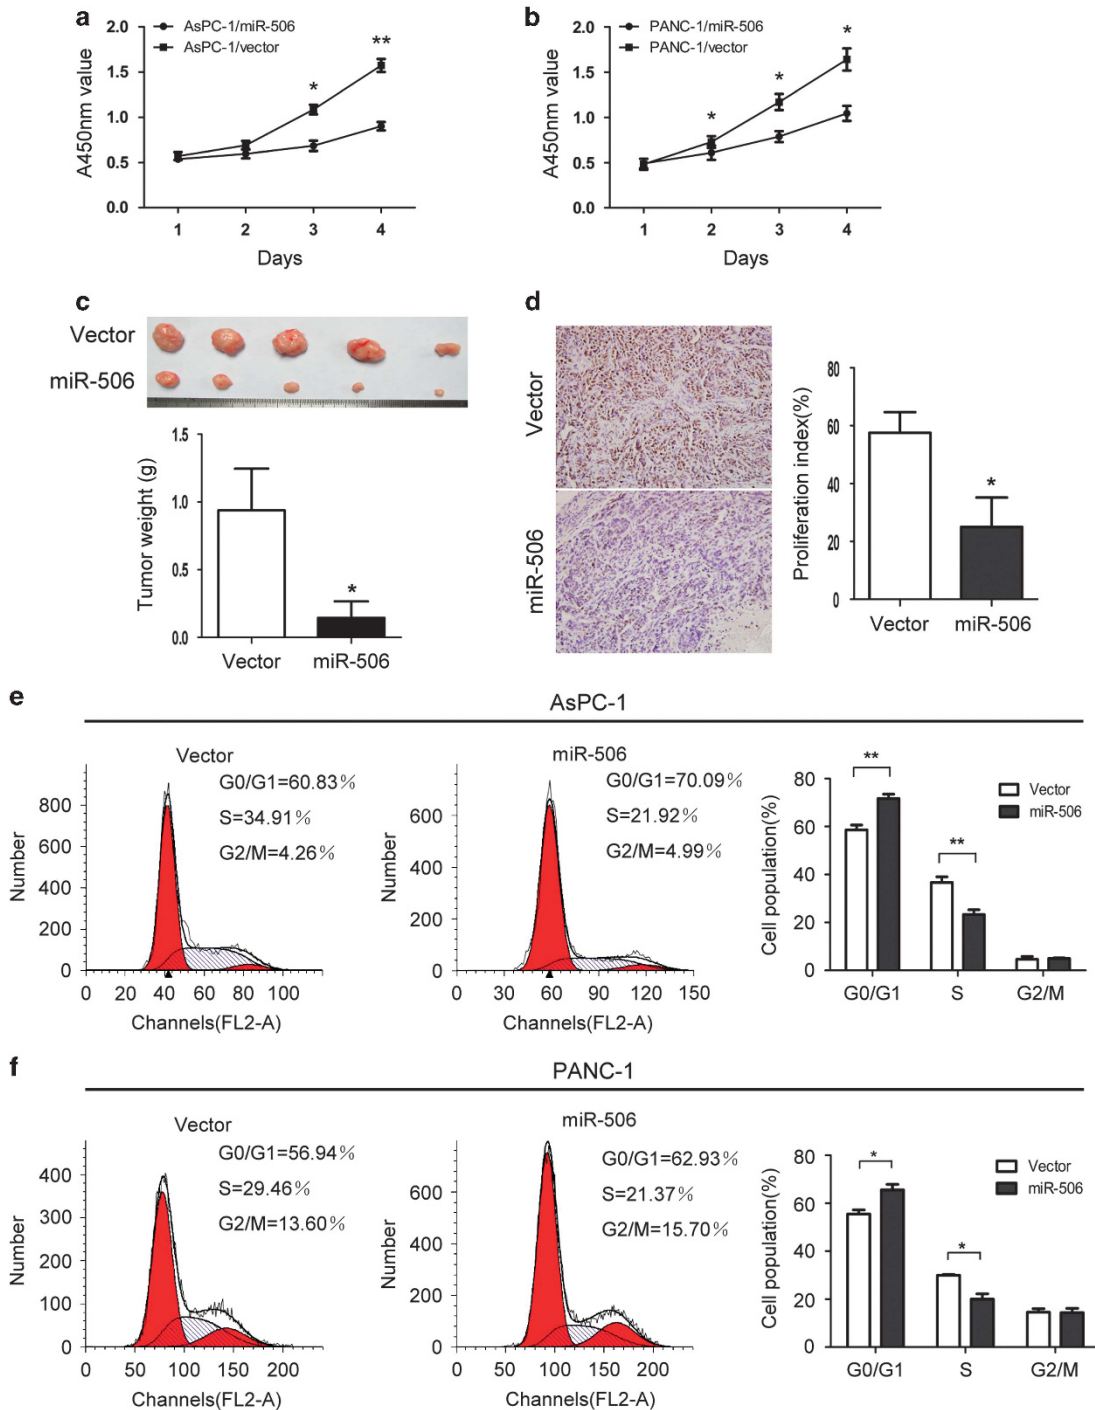 a
AsPC-1/miR-506
AsPC-1/vector
A450nm value
2.0
1.5
1.0
0.5
0.0
*
**
1 2 3 4
Days
b
PANC-1/miR-506
PANC-1/vector
A450nm value
2.0
1.5
1.0
0.5
0.0
*
*
*
1 2 3 4
Days
c
Vector
miR-506
Tumor weight (g)
1.5
1.0
0.5
0.0
*
Vector miR-506
d
Vector
miR-506
Proliferation index(%)
80
60
40
20
0
*
Vector miR-506
e
AsPC-1
Vector
G0/G1=60.83%
S=34.91%
G2/M=4.26%
Number
800
600
400
200
0
0 20 40 60 80 100
Channels(FL2-A)
miR-506
G0/G1=70.09%
S=21.92%
G2/M=4.99%
Number
600
400
200
0
0 30 60 90 120 150
Channels(FL2-A)
Cell population(%)
80
60
40
20
0
**
**
Vector
miR-506
G0/G1 S G2/M
f
PANC-1
Vector
G0/G1=56.94%
S=29.46%
G2/M=13.60%
Number
400
300
200
100
0
0 50 100 150 200
Channels(FL2-A)
miR-506
G0/G1=62.93%
S=21.37%
G2/M=15.70%
Number
600
400
200
0
0 50 100 150 200
Channels(FL2-A)
Cell population(%)
80
60
40
20
0
*
*
Vector
miR-506
G0/G1 S G2/M